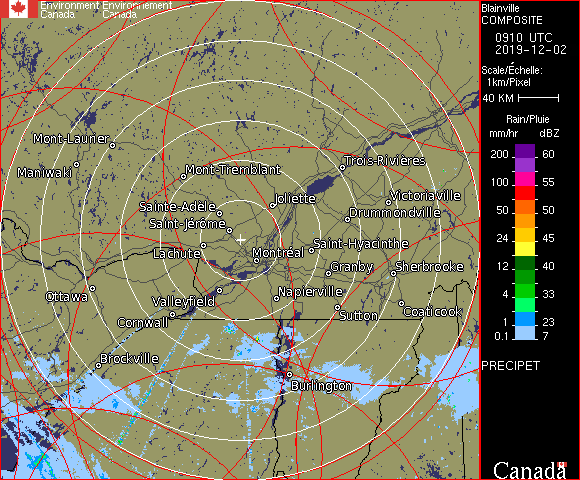 Environment Environnement
Canada Canada
Blainville
COMPOSITE
0910 UTC
2019-12-02
Scale/Échelle:
1km/Pixel
40 KM
Rain/Pluie
mm/hr dBZ
200 60
150 57
100 55
50 50
24 45
12 40
4 33
1 23
0.1 7
PRECIPET
Canada
Mont-Laurier
Maniwaki
Mont-Tremblant
Trois-Rivières
Sainte-Adèle
Joliette
Victoriaville
Saint-Jérôme
Drummondville
Lachute
Montréal
Saint-Hyacinthe
Granby
Sherbrooke
Ottawa
Valleyfield
Napierville
Cornwall
Sutton
Coaticook
Brockville
Burlington